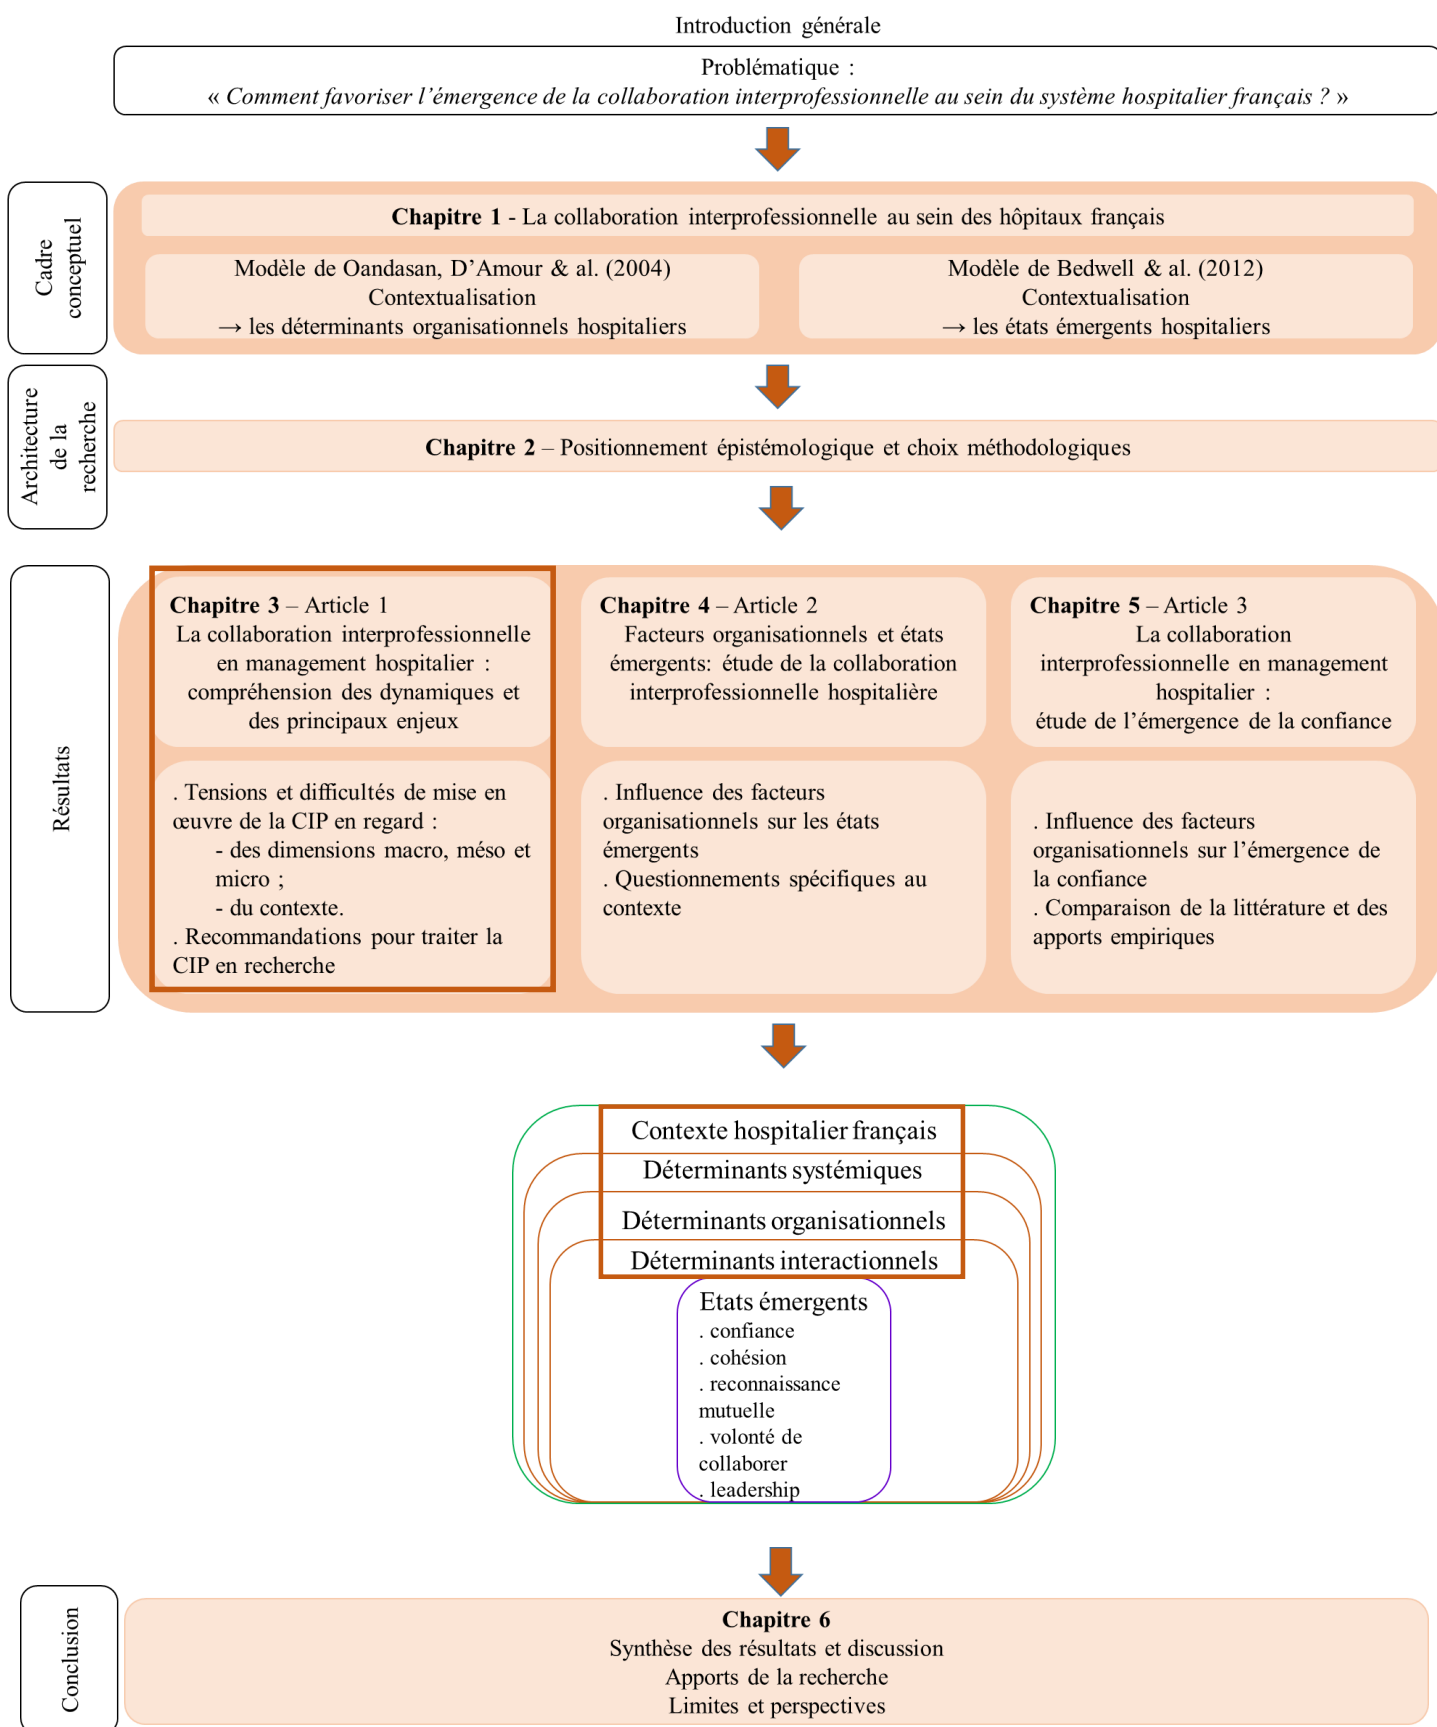 Introduction générale
Problématique :
« Comment favoriser l’émergence de la collaboration interprofessionnelle au sein du système hospitalier français ? »
Cadre
conceptuel
Chapitre 1 - La collaboration interprofessionnelle au sein des hôpitaux français
Modèle de Oandasan, D’Amour & al. (2004)
Contextualisation
→ les déterminants organisationnels hospitaliers
Modèle de Bedwell & al. (2012)
Contextualisation
→ les états émergents hospitaliers
Architecture
de la
recherche
Chapitre 2 – Positionnement épistémologique et choix méthodologiques
Résultats
Chapitre 3 – Article 1
La collaboration interprofessionnelle
en management hospitalier :
compréhension des dynamiques et
des principaux enjeux
. Tensions et difficultés de mise en
œuvre de la CIP en regard :
- des dimensions macro, méso et
micro ;
- du contexte.
. Recommandations pour traiter la
CIP en recherche
Chapitre 4 – Article 2
Facteurs organisationnels et états
émergents: étude de la collaboration
interprofessionnelle hospitalière
. Influence des facteurs
organisationnels sur les états
émergents
. Questionnements spécifiques au
contexte
Chapitre 5 – Article 3
La collaboration
interprofessionnelle en management
hospitalier :
étude de l’émergence de la confiance
. Influence des facteurs
organisationnels sur l’émergence de
la confiance
. Comparaison de la littérature et des
apports empiriques
Contexte hospitalier français
Déterminants systémiques
Déterminants organisationnels
Déterminants interactionnels
Etats émergents
. confiance
. cohésion
. reconnaissance
mutuelle
. volonté de
collaborer
. leadership
Conclusion
Chapitre 6
Synthèse des résultats et discussion
Apports de la recherche
Limites et perspectives